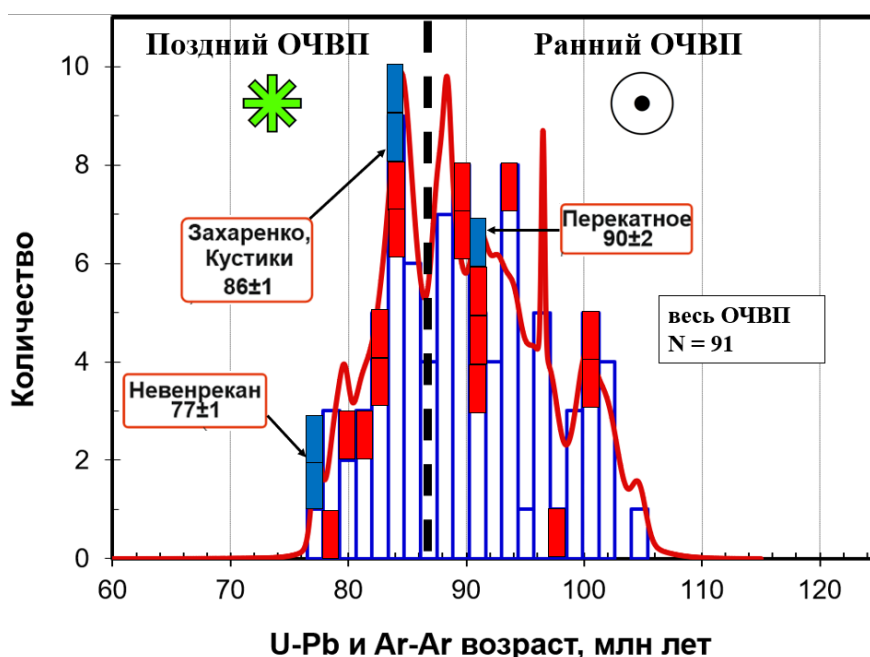 Поздний ОЧВП
Ранний ОЧВП
Количество
10
8
6
4
2
0
Захаренко,
Кустики
86±1
Перекатное
90±2
весь ОЧВП
N = 91
Невенрекан
77±1
60
70
80
90
100
110
120
U-Pb и Ar-Ar возраст, млн лет